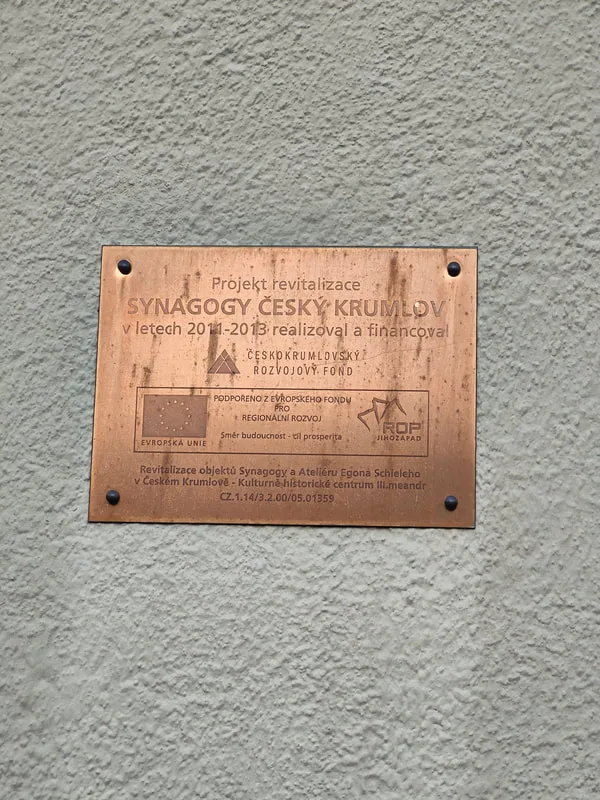 Projekt revitalizace
SYNAGOGY ČESKÝ KRUMLOV
v letech 2011-2013 realizoval a financoval
ČESKOKRUMLOVSKÝ
ROZVOJOVÝ FOND
PODPOŘENO Z EVROPSKÉHO FONDU
PRO
REGIONÁLNÍ ROZVOJ
Směr budoucnost - cíl prosperita
EVROPSKÁ UNIE
ROP
JIHOZÁPAD
Revitalizace objektů Synagogy a Ateliéru Egona Schieleho
v Českém Krumlově - Kulturně-historické centrum III.meandr
CZ.1.14/3.2.00/05.01359